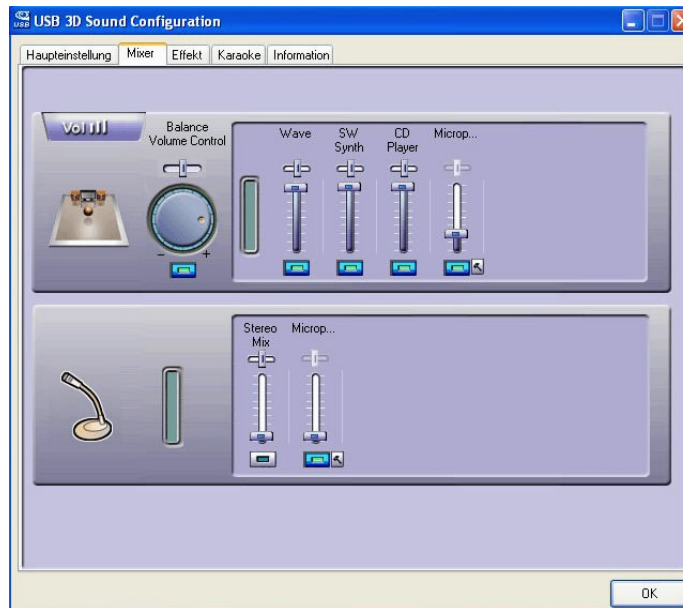 USB 3D Sound Configuration
Haupteinstellung Mixer Effekt Karaoke Information
Vol
Balance
Volume Control
Wave SW Synth CD Player Microp...
- +
Stereo Mix Microp...
OK